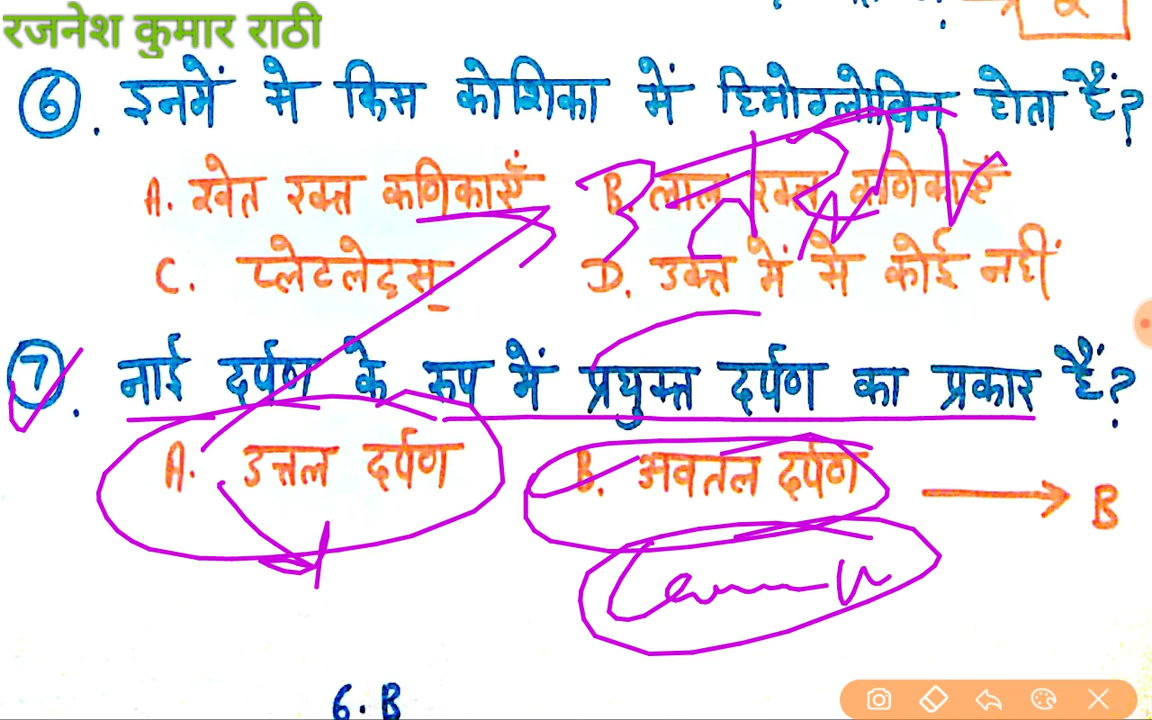 रजनेश कुमार राठी
6. इनमें से किस कोशिका में हिमोग्लोबिन होता हैं?
A. श्वेत रक्त कणिकाएँ B. लाल रक्त कणिकाएँ
C. प्लेटलेट्स D. उक्त में से कोई नहीं
7. नाई दर्पण के रूप में प्रयुक्त दर्पण का प्रकार हैं?
A. उत्तल दर्पण B. अवतल दर्पण → B
6. B